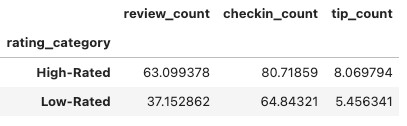 review_count checkin_count tip_count
rating_category
High-Rated 63.099378 80.71859 8.069794
Low-Rated 37.152862 64.84321 5.456341